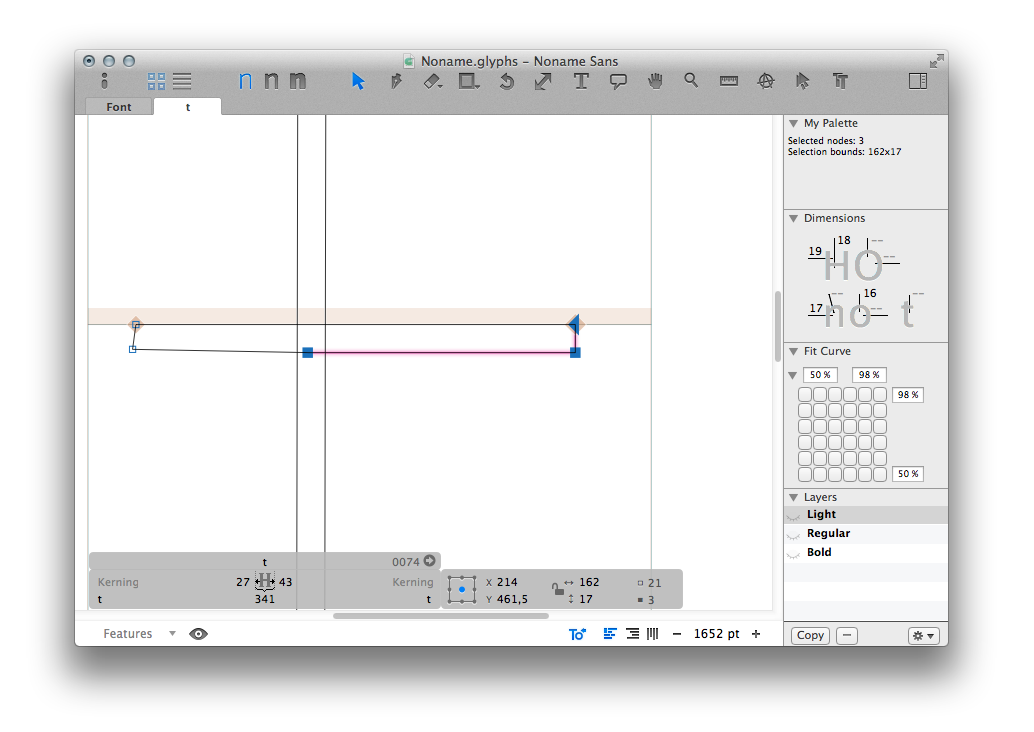 Noname.glyphs – Noname Sans
n n n T
Font t
My Palette
Selected nodes: 3
Selection bounds: 162x17
Dimensions
19 18 --
HO --
17 -- 16 --
no t
Fit Curve
50 % 98 %
98 %
50 %
Layers
Light
Regular
Bold
t 0074
Kerning 27 H 43 Kerning
t 341 t
X 214 ↔ 162 21
Y 461,5 ↕ 17 3
Features 1652 pt
Copy